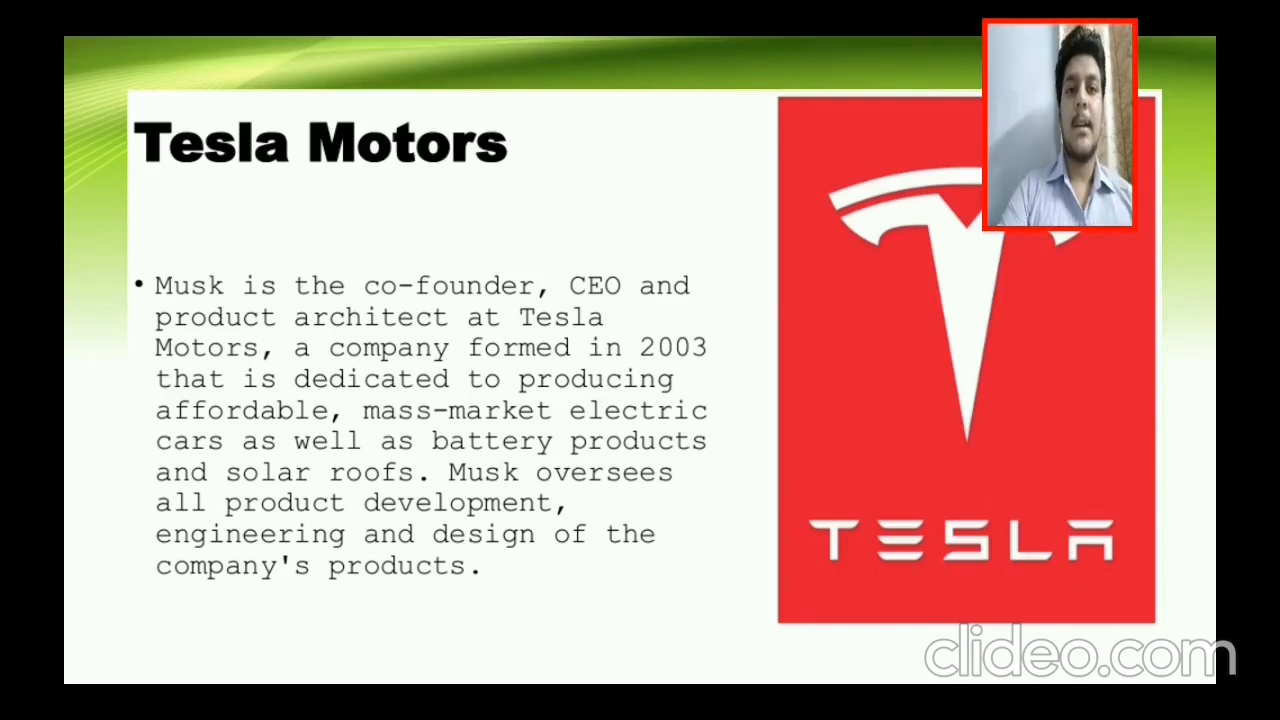 Tesla Motors
• Musk is the co-founder, CEO and
product architect at Tesla
Motors, a company formed in 2003
that is dedicated to producing
affordable, mass-market electric
cars as well as battery products
and solar roofs. Musk oversees
all product development,
engineering and design of the
company's products.
TESLA
clideo.com